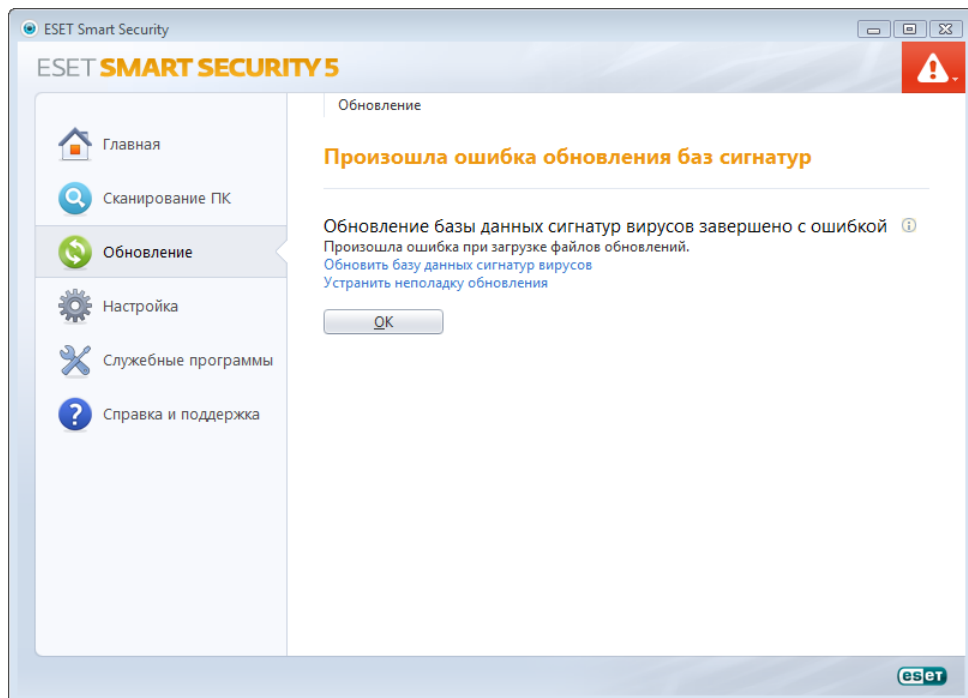 ESET Smart Security
ESET SMART SECURITY 5
Главная
Сканирование ПК
Обновление
Настройка
Служебные программы
Справка и поддержка
Обновление
Произошла ошибка обновления баз сигнатур
Обновление базы данных сигнатур вирусов завершено с ошибкой
Произошла ошибка при загрузке файлов обновлений.
Обновить базу данных сигнатур вирусов
Устранить неполадку обновления
OK
eset